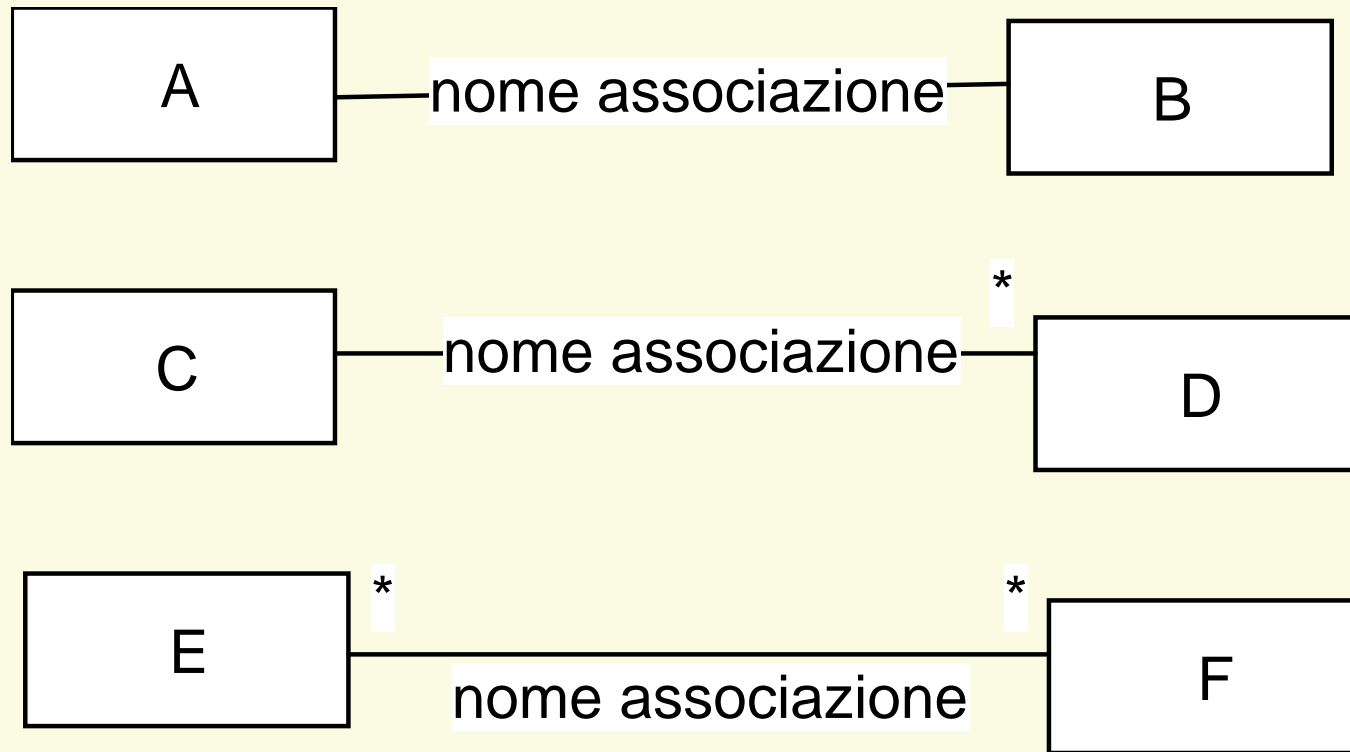 A nome associazione B
*
C nome associazione D
* *
E F
nome associazione